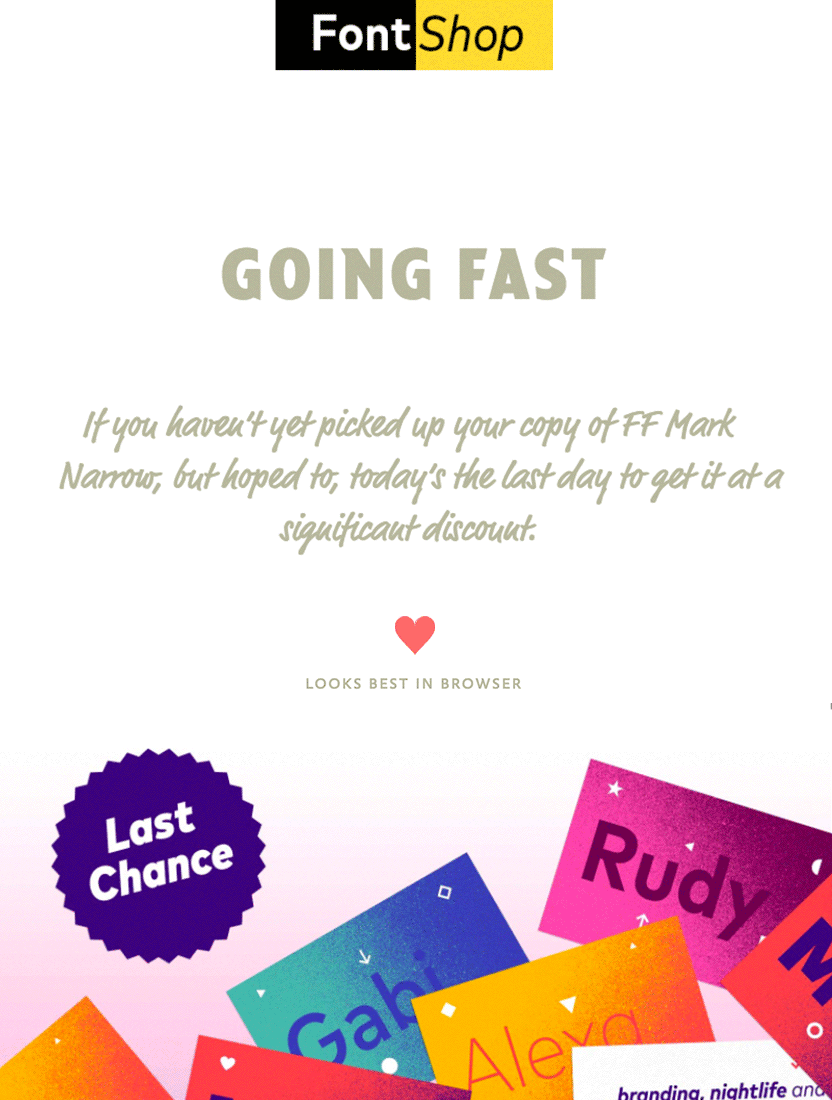 FontShop
GOING FAST
If you haven't yet picked up your copy of FF Mark
Narrow, but hoped to, today's the last day to get it at a
significant discount.
LOOKS BEST IN BROWSER
Last
Chance
Rudy
Gabi
Alexa
branding, nightlife and